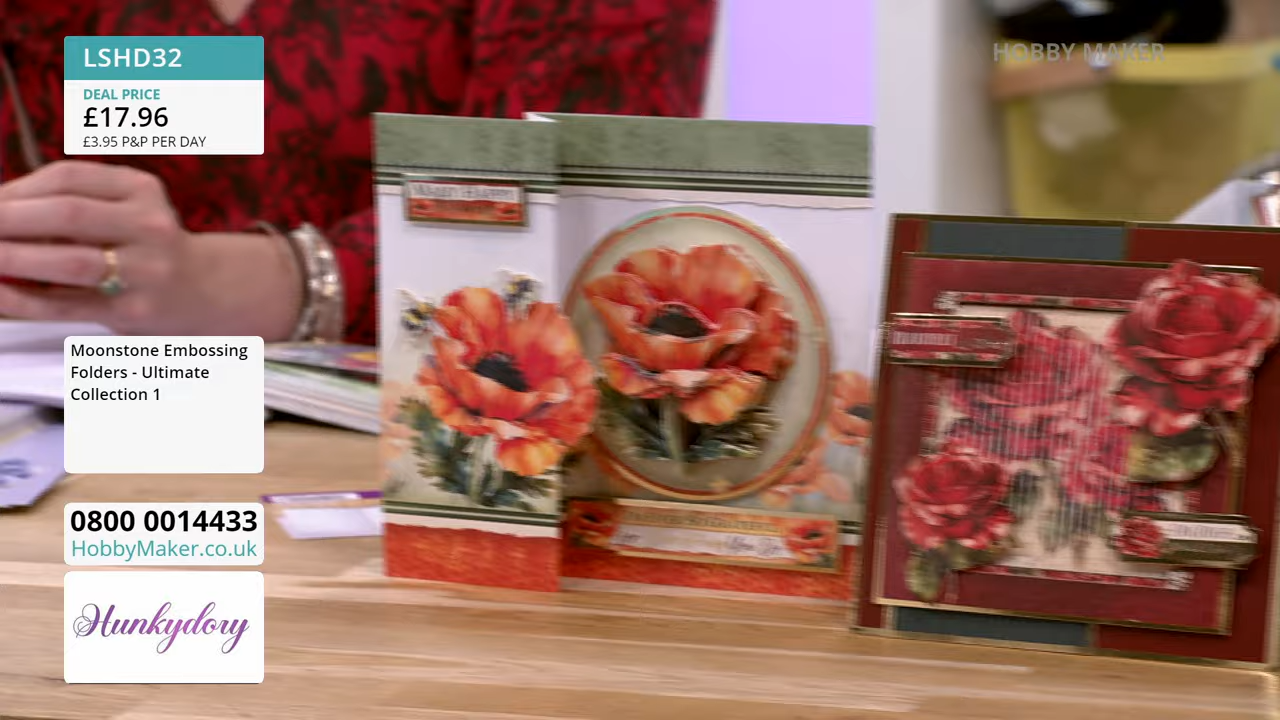 LSHD32
DEAL PRICE
£17.96
£3.95 P&P PER DAY
HOBBY MAKER
Moonstone Embossing
Folders - Ultimate
Collection 1
0800 0014433
HobbyMaker.co.uk
Hunkydory